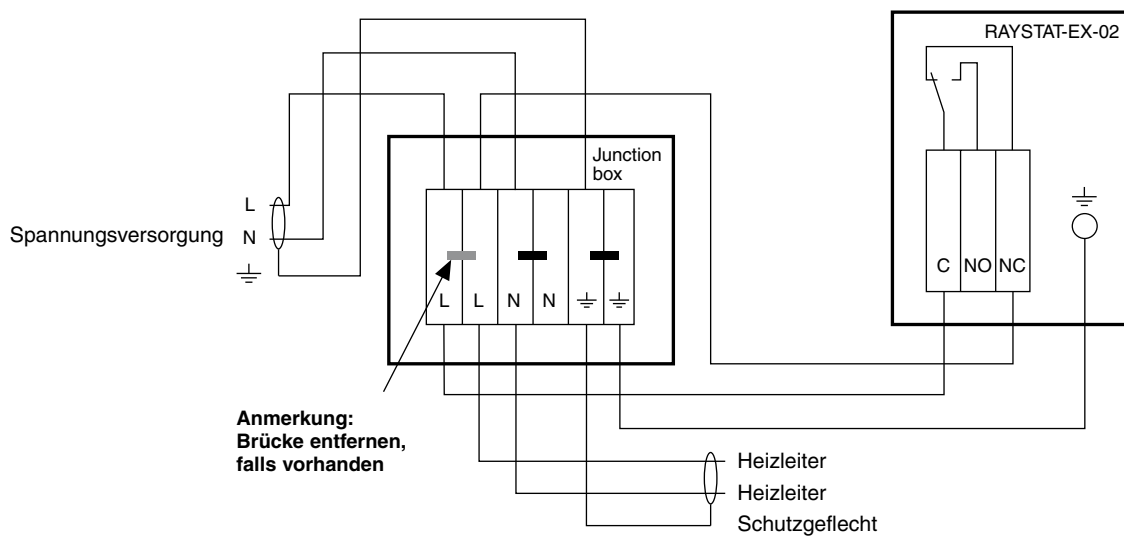 RAYSTAT-EX-02
Junction
box
L
Spannungsversorgung N
C NO NC
L L N N
Anmerkung:
Brücke entfernen,
falls vorhanden
Heizleiter
Heizleiter
Schutzgeflecht